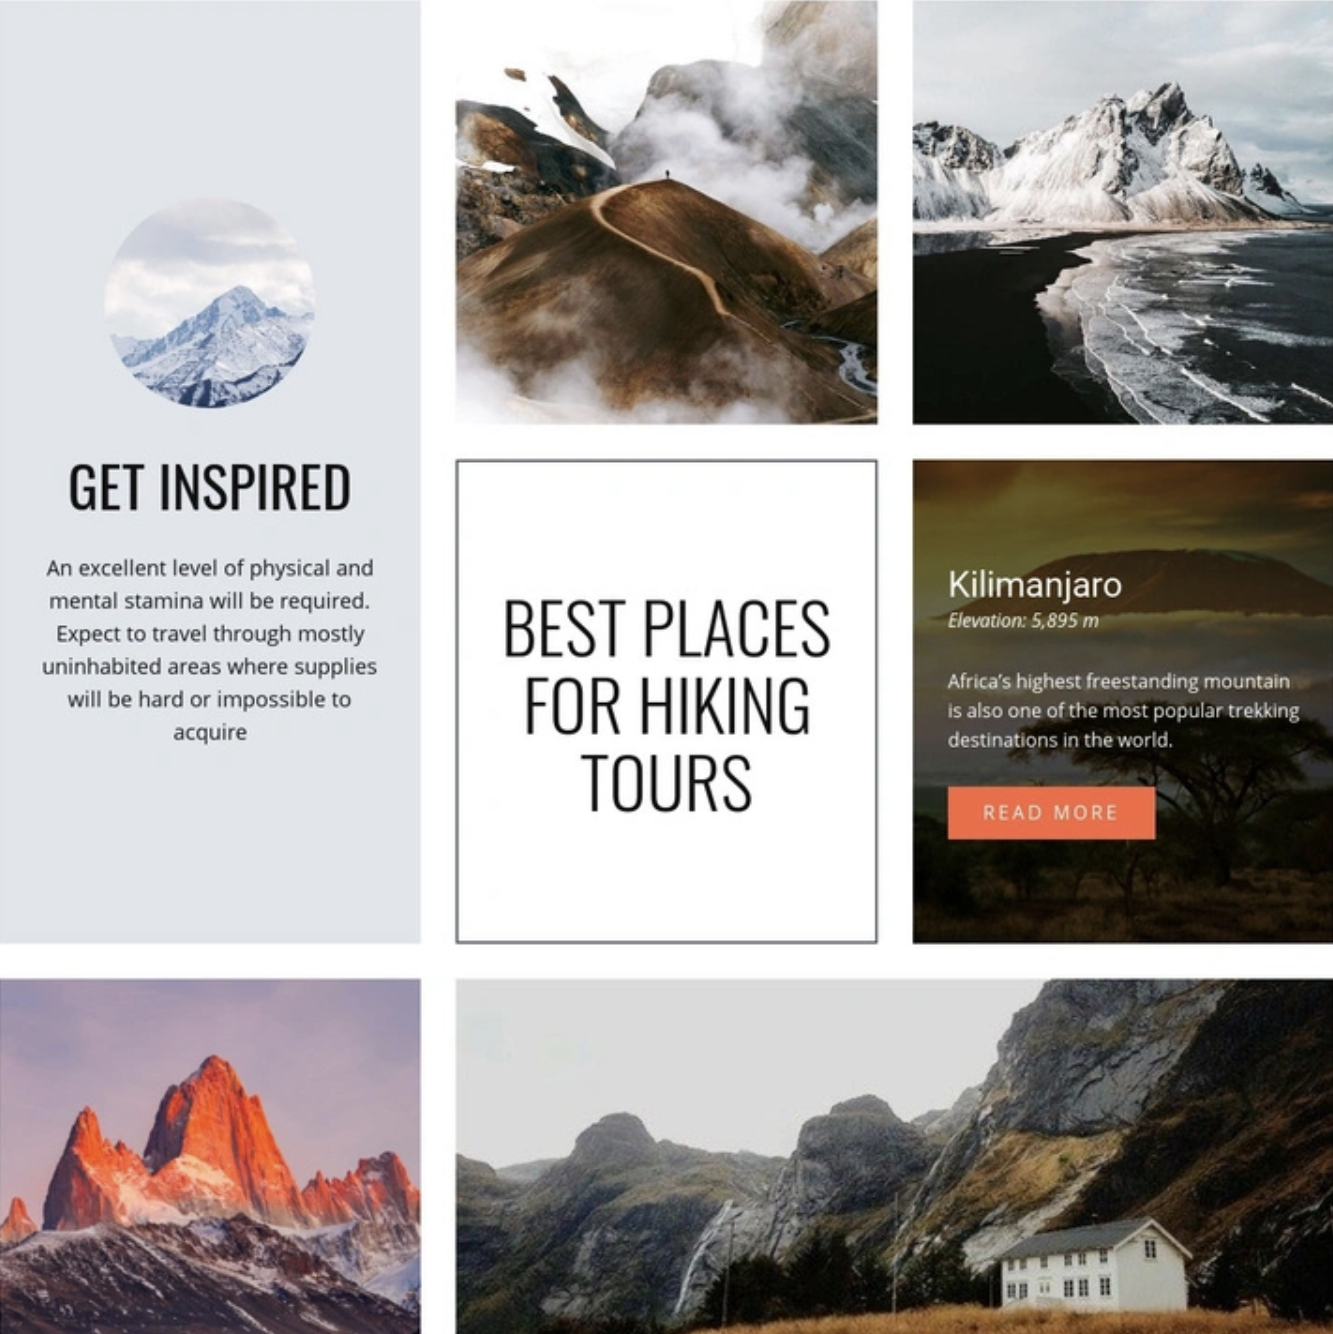 GET INSPIRED
An excellent level of physical and
mental stamina will be required.
Expect to travel through mostly
uninhabited areas where supplies
will be hard or impossible to
acquire
BEST PLACES
FOR HIKING
TOURS
Kilimanjaro
Elevation: 5,895 m
Africa’s highest freestanding mountain
is also one of the most popular trekking
destinations in the world.
READ MORE